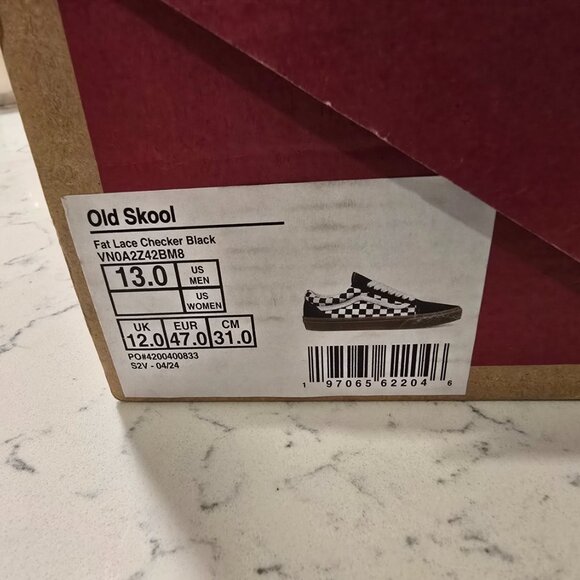 Old Skool
Fat Lace Checker Black
VN0A2Z42BM8
13.0 US MEN
US WOMEN
UK 12.0 EUR 47.0 CM 31.0
PO#4200400833
S2V - 04/24
1 97065 62204 6